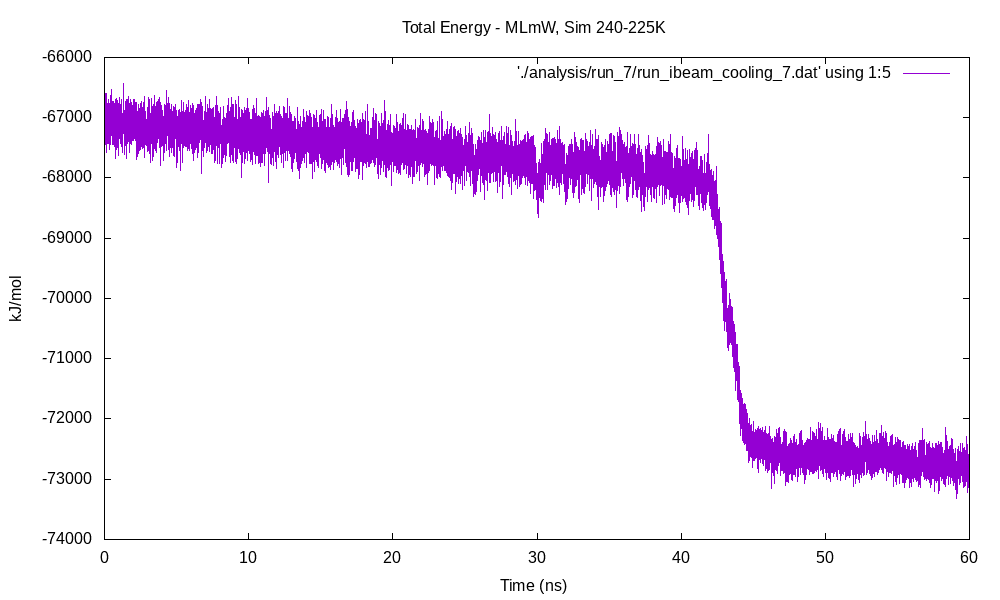 Total Energy - MLmW, Sim 240-225K
'./analysis/run_7/run_ibeam_cooling_7.dat' using 1:5
-66000
-67000
-68000
-69000
-70000
-71000
-72000
-73000
-74000
kJ/mol
0 10 20 30 40 50 60
Time (ns)